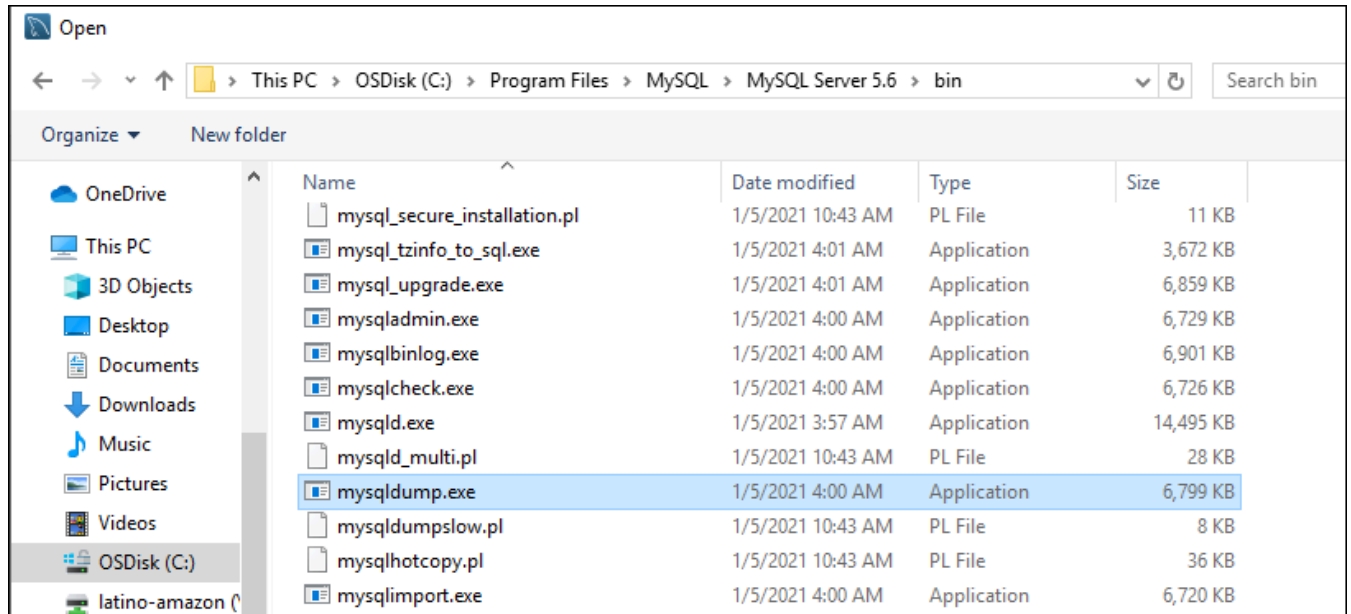 Open
This PC > OSDisk (C:) > Program Files > MySQL > MySQL Server 5.6 > bin
Search bin
Organize
New folder
OneDrive
This PC
3D Objects
Desktop
Documents
Downloads
Music
Pictures
Videos
OSDisk (C:)
latino-amazon ('
Name Date modified Type Size
mysql_secure_installation.pl 1/5/2021 10:43 AM PL File 11 KB
mysql_tzinfo_to_sql.exe 1/5/2021 4:01 AM Application 3,672 KB
mysql_upgrade.exe 1/5/2021 4:01 AM Application 6,859 KB
mysqladmin.exe 1/5/2021 4:00 AM Application 6,729 KB
mysqlbinlog.exe 1/5/2021 4:00 AM Application 6,901 KB
mysqlcheck.exe 1/5/2021 4:00 AM Application 6,726 KB
mysqld.exe 1/5/2021 3:57 AM Application 14,495 KB
mysqld_multi.pl 1/5/2021 10:43 AM PL File 28 KB
mysqldump.exe 1/5/2021 4:00 AM Application 6,799 KB
mysqldumpslow.pl 1/5/2021 10:43 AM PL File 8 KB
mysqlhotcopy.pl 1/5/2021 10:43 AM PL File 36 KB
mysqlimport.exe 1/5/2021 4:00 AM Application 6,720 KB